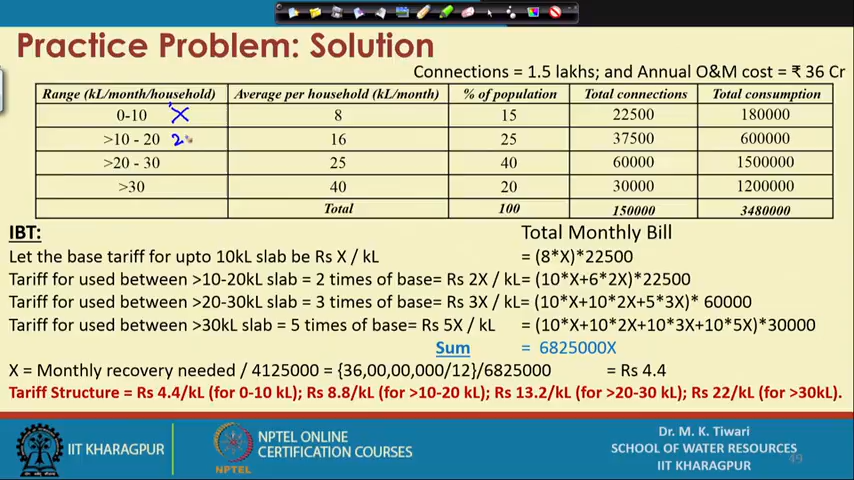 Practice Problem: Solution
Connections = 1.5 lakhs; and Annual O&M cost = ₹ 36 Cr
Range (kL/month/household) Average per household (kL/month) % of population Total connections Total consumption
0-10 X 8 15 22500 180000
>10 - 20 2 16 25 37500 600000
>20 - 30 25 40 60000 1500000
>30 40 20 30000 1200000
Total 100 150000 3480000
IBT: Total Monthly Bill
Let the base tariff for upto 10kL slab be Rs X / kL = (8*X)*22500
Tariff for used between >10-20kL slab = 2 times of base= Rs 2X / kL= (10*X+6*2X)*22500
Tariff for used between >20-30kL slab = 3 times of base= Rs 3X / kL= (10*X+10*2X+5*3X)* 60000
Tariff for used between >30kL slab = 5 times of base= Rs 5X / kL = (10*X+10*2X+10*3X+10*5X)*30000
Sum = 6825000X
X = Monthly recovery needed / 4125000 = {36,00,00,000/12}/6825000 = Rs 4.4
Tariff Structure = Rs 4.4/kL (for 0-10 kL); Rs 8.8/kL (for >10-20 kL); Rs 13.2/kL (for >20-30 kL); Rs 22/kL (for >30kL).
IIT KHARAGPUR
NPTEL
NPTEL ONLINE
CERTIFICATION COURSES
Dr. M. K. Tiwari
SCHOOL OF WATER RESOURCES
IIT KHARAGPUR
49